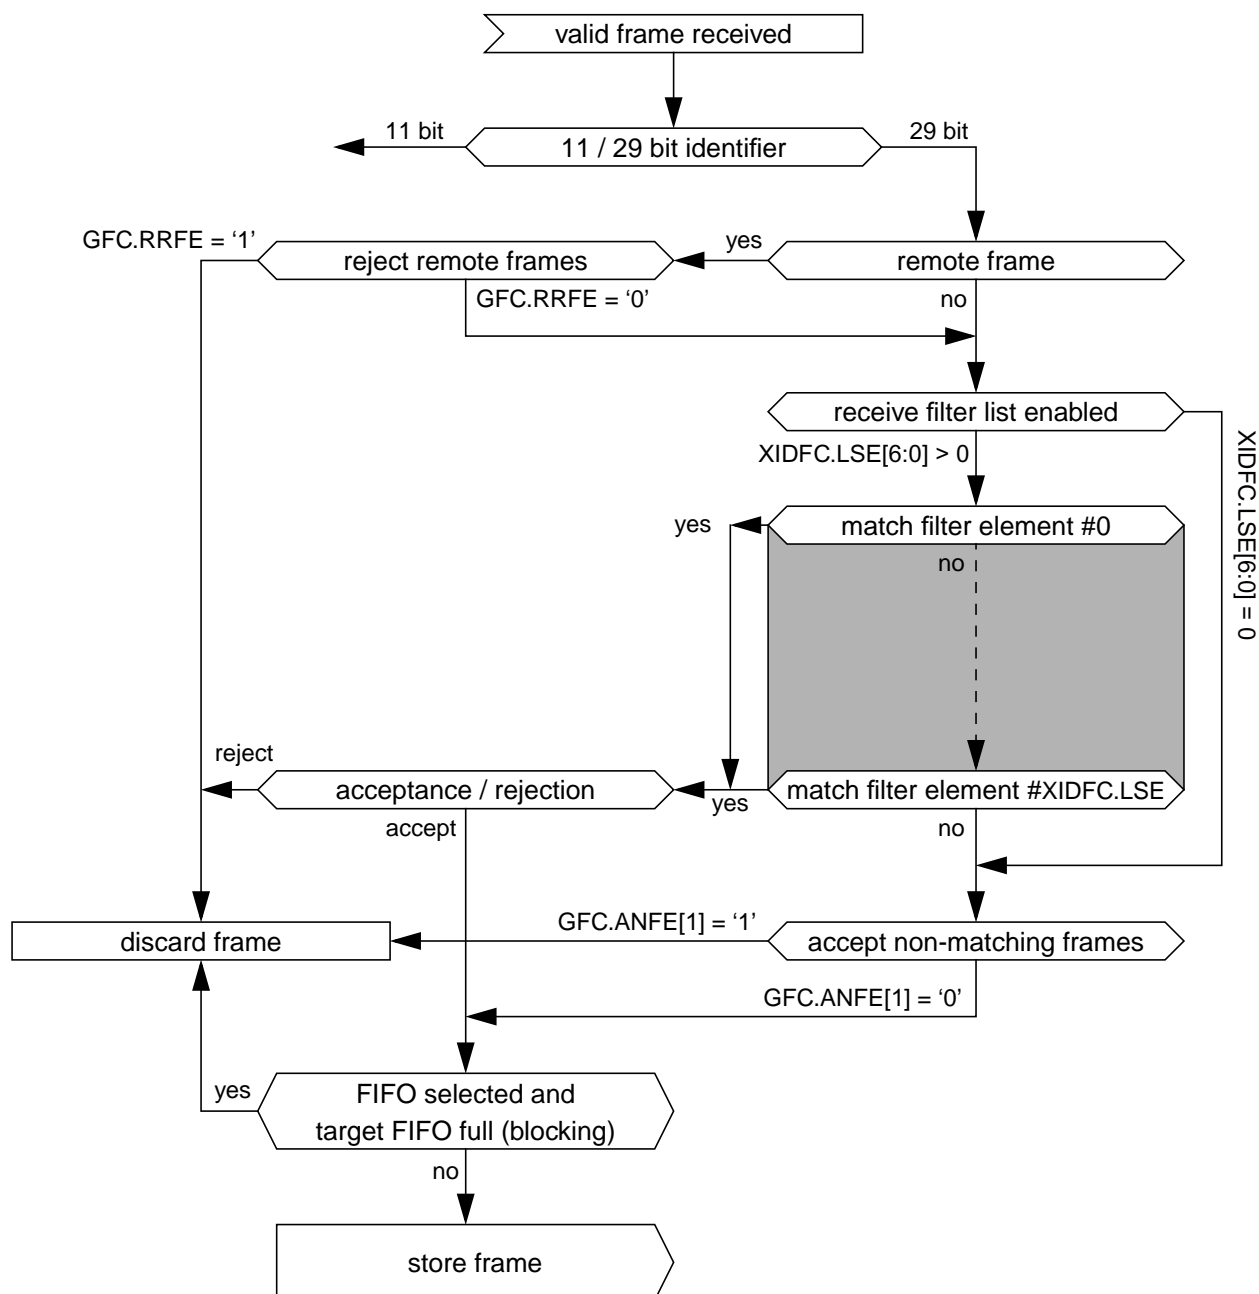 valid frame received
11 bit
11 / 29 bit identifier
29 bit
GFC.RRFE = ‘1’
reject remote frames
yes
remote frame
GFC.RRFE = ‘0’
no
receive filter list enabled
XIDFC.LSE[6:0] > 0
XIDFC.LSE[6:0] = 0
yes
match filter element #0
no
reject
acceptance / rejection
yes
match filter element #XIDFC.LSE
accept
no
discard frame
GFC.ANFE[1] = ‘1’
accept non-matching frames
GFC.ANFE[1] = ‘0’
yes
FIFO selected and
target FIFO full (blocking)
no
store frame